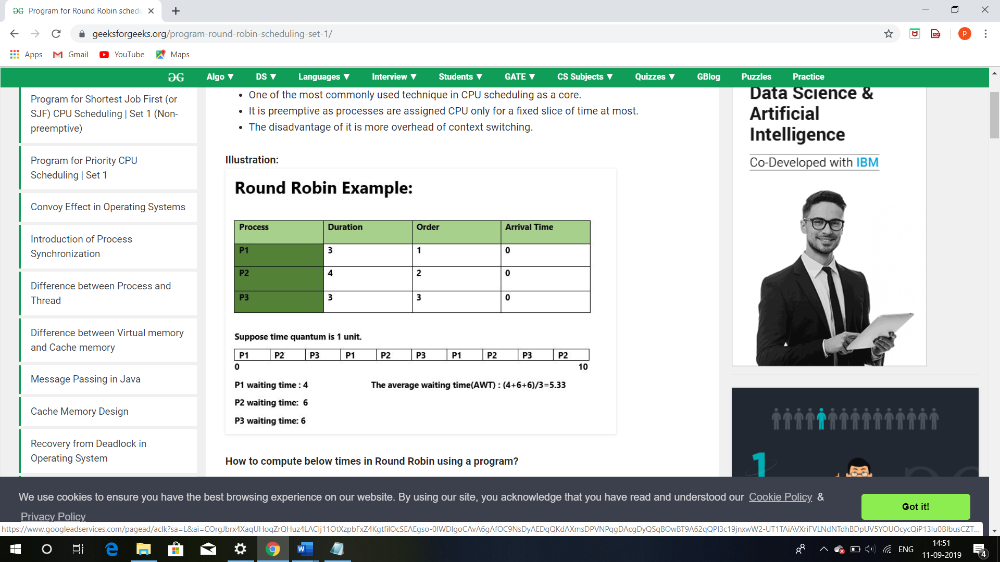 Program for Round Robin schedu
geeksforgeeks.org/program-round-robin-scheduling-set-1/
P
Apps Gmail YouTube Maps
Algo ▼ DS ▼ Languages ▼ Interview ▼ Students ▼ GATE ▼ CS Subjects ▼ Quizzes ▼ GBlog Puzzles Practice
Program for Shortest Job First (or
SJF) CPU Scheduling | Set 1 (Non-
preemptive)
Program for Priority CPU
Scheduling | Set 1
Convoy Effect in Operating Systems
Introduction of Process
Synchronization
Difference between Process and
Thread
Difference between Virtual memory
and Cache memory
Message Passing in Java
Cache Memory Design
Recovery from Deadlock in
Operating System
• One of the most commonly used technique in CPU scheduling as a core.
• It is preemptive as processes are assigned CPU only for a fixed slice of time at most.
• The disadvantage of it is more overhead of context switching.
Illustration:
Round Robin Example:
Process Duration Order Arrival Time
P1 3 1 0
P2 4 2 0
P3 3 3 0
Suppose time quantum is 1 unit.
P1 P2 P3 P1 P2 P3 P1 P2 P3 P2
0 10
P1 waiting time : 4 The average waiting time(AWT) : (4+6+6)/3=5.33
P2 waiting time: 6
P3 waiting time: 6
How to compute below times in Round Robin using a program?
Data Science &
Artificial
Intelligence
Co-Developed with IBM
1
We use cookies to ensure you have the best browsing experience on our website. By using our site, you acknowledge that you have read and understood our Cookie Policy &
Privacy Policy
Got it!
ENG
14:51
11-09-2019
4